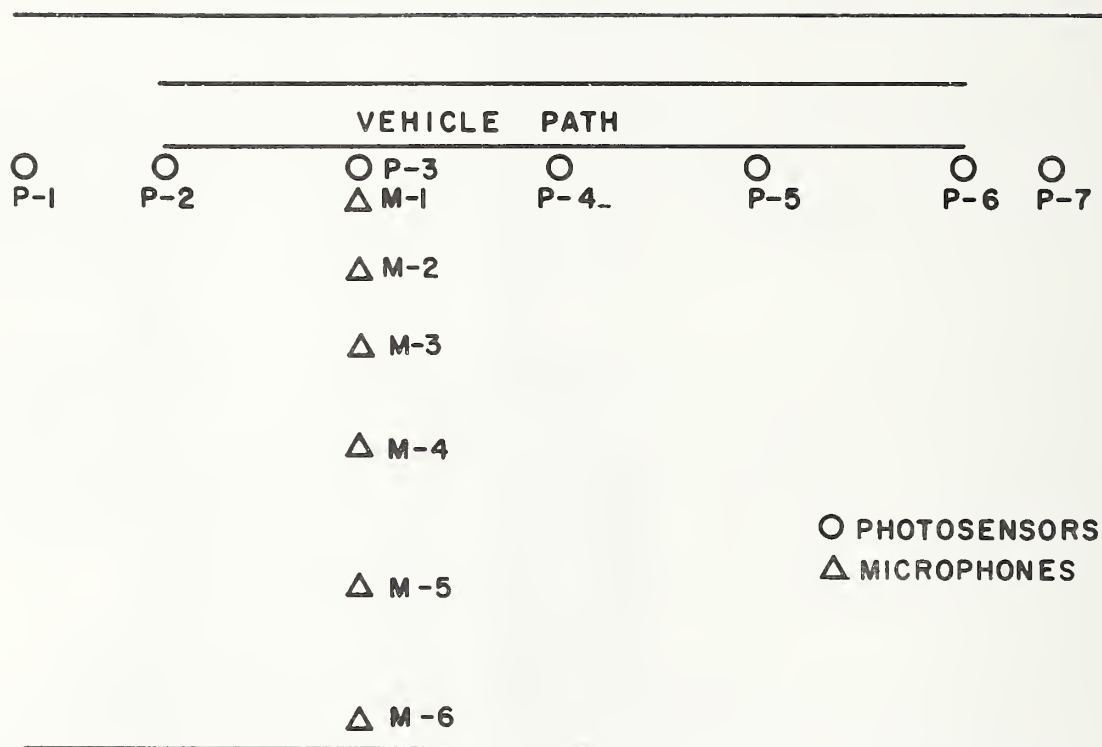 VEHICLE PATH
P-3
P-1 P-2 M-1 P-4 P-5 P-6 P-7
M-2
M-3
M-4
PHOTOSENSORS
MICROPHONES
M-5
M-6